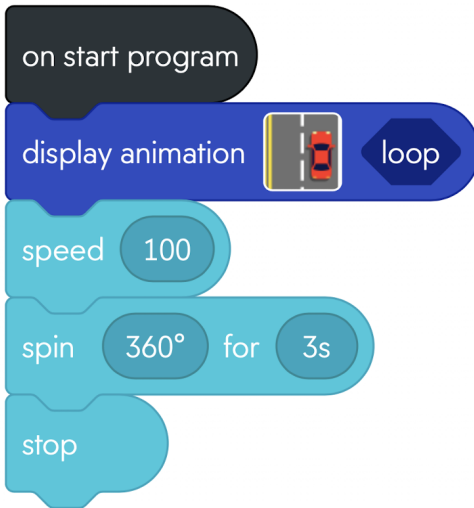 on start program
display animation loop
speed 100
spin 360° for 3s
stop